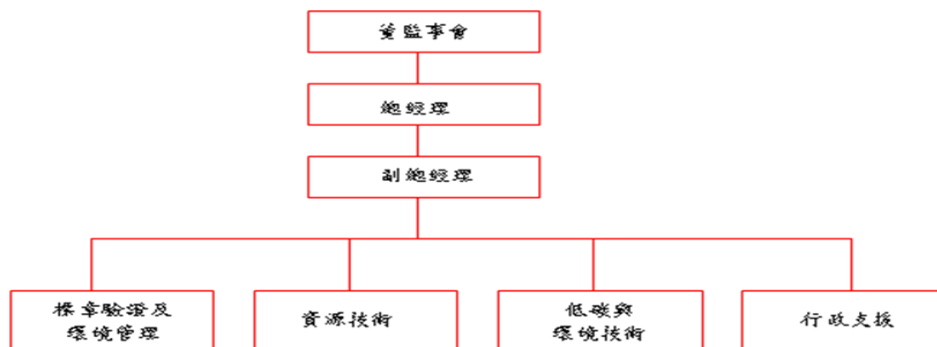 董監事會
總經理
副總經理
標章驗證及
環境管理
資源技術
低碳與
環境技術
行政支援